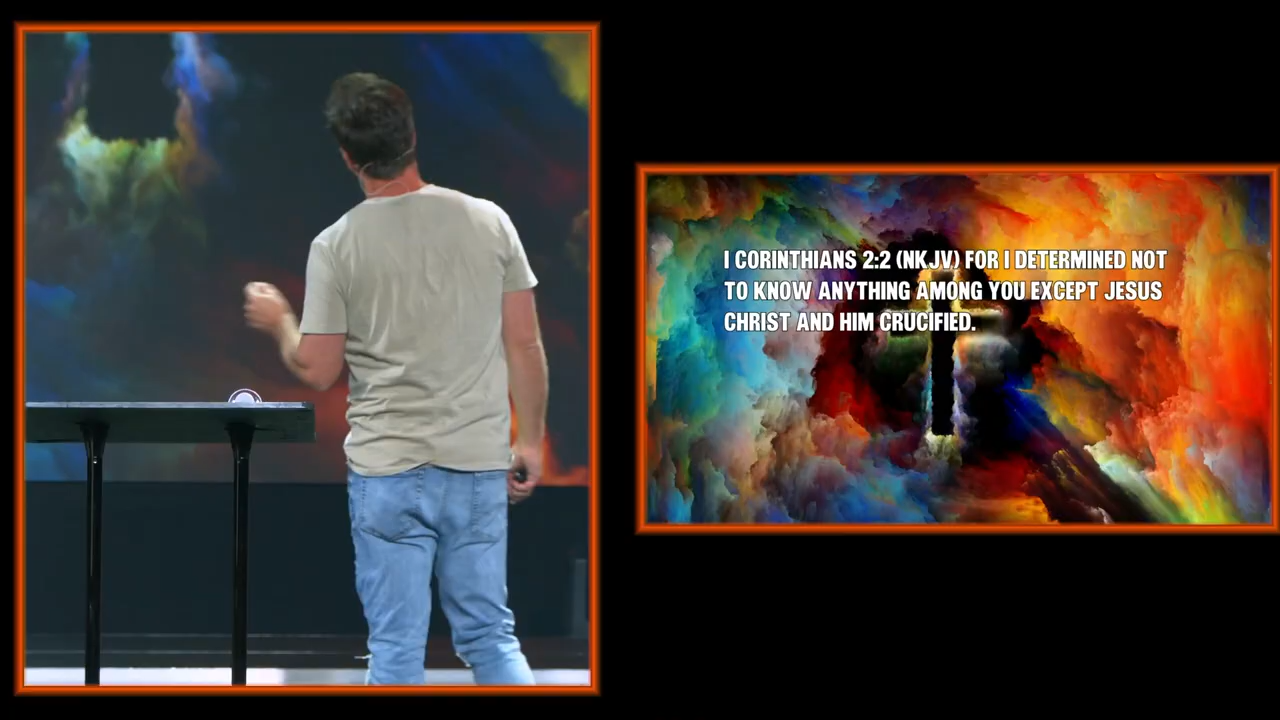 I CORINTHIANS 2:2 (NKJV) FOR I DETERMINED NOT
TO KNOW ANYTHING AMONG YOU EXCEPT JESUS
CHRIST AND HIM CRUCIFIED.